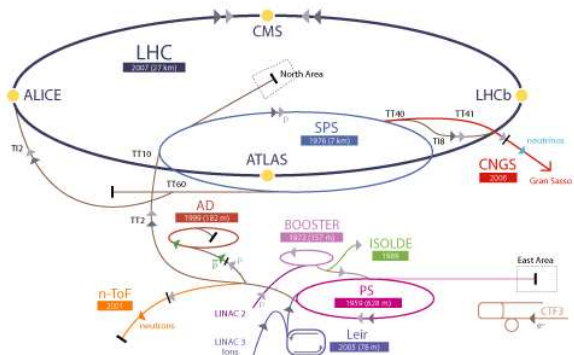 CMS
LHC
2007 (27 km)
North Area
ALICE
LHCb
TT40
TT41
SPS
1976 (7 km)
TI8
TI2
TT10
ATLAS
neutrinos
CNGS
2006
Gran Sasso
TT60
AD
1999 (182 m)
TT2
BOOSTER
1972 (157 m)
ISOLDE
1989
East Area
n-ToF
2001
PS
1959 (628 m)
LINAC 2
neutrons
CTF3
e-
LINAC 3
Ions
Leir
2005 (78 m)
p
p
p
p